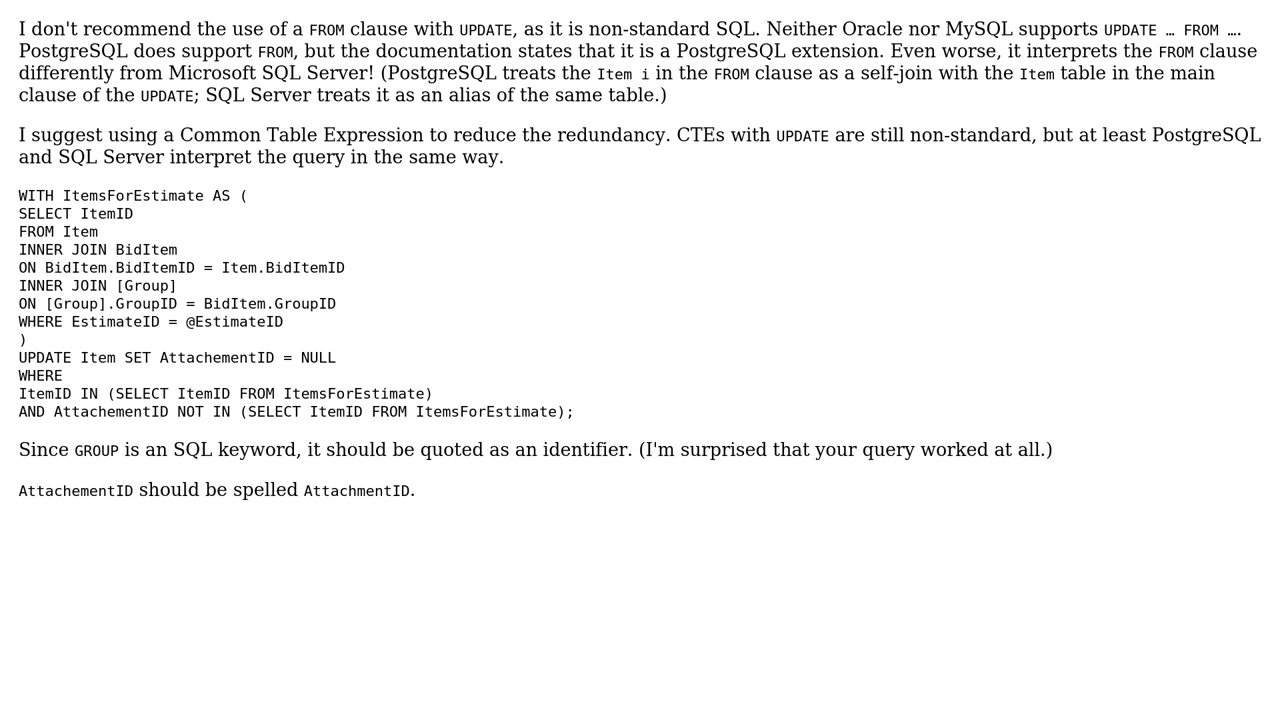 I don't recommend the use of a FROM clause with UPDATE, as it is non-standard SQL. Neither Oracle nor MySQL supports UPDATE … FROM ….
PostgreSQL does support FROM, but the documentation states that it is a PostgreSQL extension. Even worse, it interprets the FROM clause
differently from Microsoft SQL Server! (PostgreSQL treats the Item i in the FROM clause as a self-join with the Item table in the main
clause of the UPDATE; SQL Server treats it as an alias of the same table.)
I suggest using a Common Table Expression to reduce the redundancy. CTEs with UPDATE are still non-standard, but at least PostgreSQL
and SQL Server interpret the query in the same way.
WITH ItemsForEstimate AS (
SELECT ItemID
FROM Item
INNER JOIN BidItem
ON BidItem.BidItemID = Item.BidItemID
INNER JOIN [Group]
ON [Group].GroupID = BidItem.GroupID
WHERE EstimateID = @EstimateID
)
UPDATE Item SET AttachementID = NULL
WHERE
ItemID IN (SELECT ItemID FROM ItemsForEstimate)
AND AttachementID NOT IN (SELECT ItemID FROM ItemsForEstimate);
Since GROUP is an SQL keyword, it should be quoted as an identifier. (I'm surprised that your query worked at all.)
AttachementID should be spelled AttachmentID.